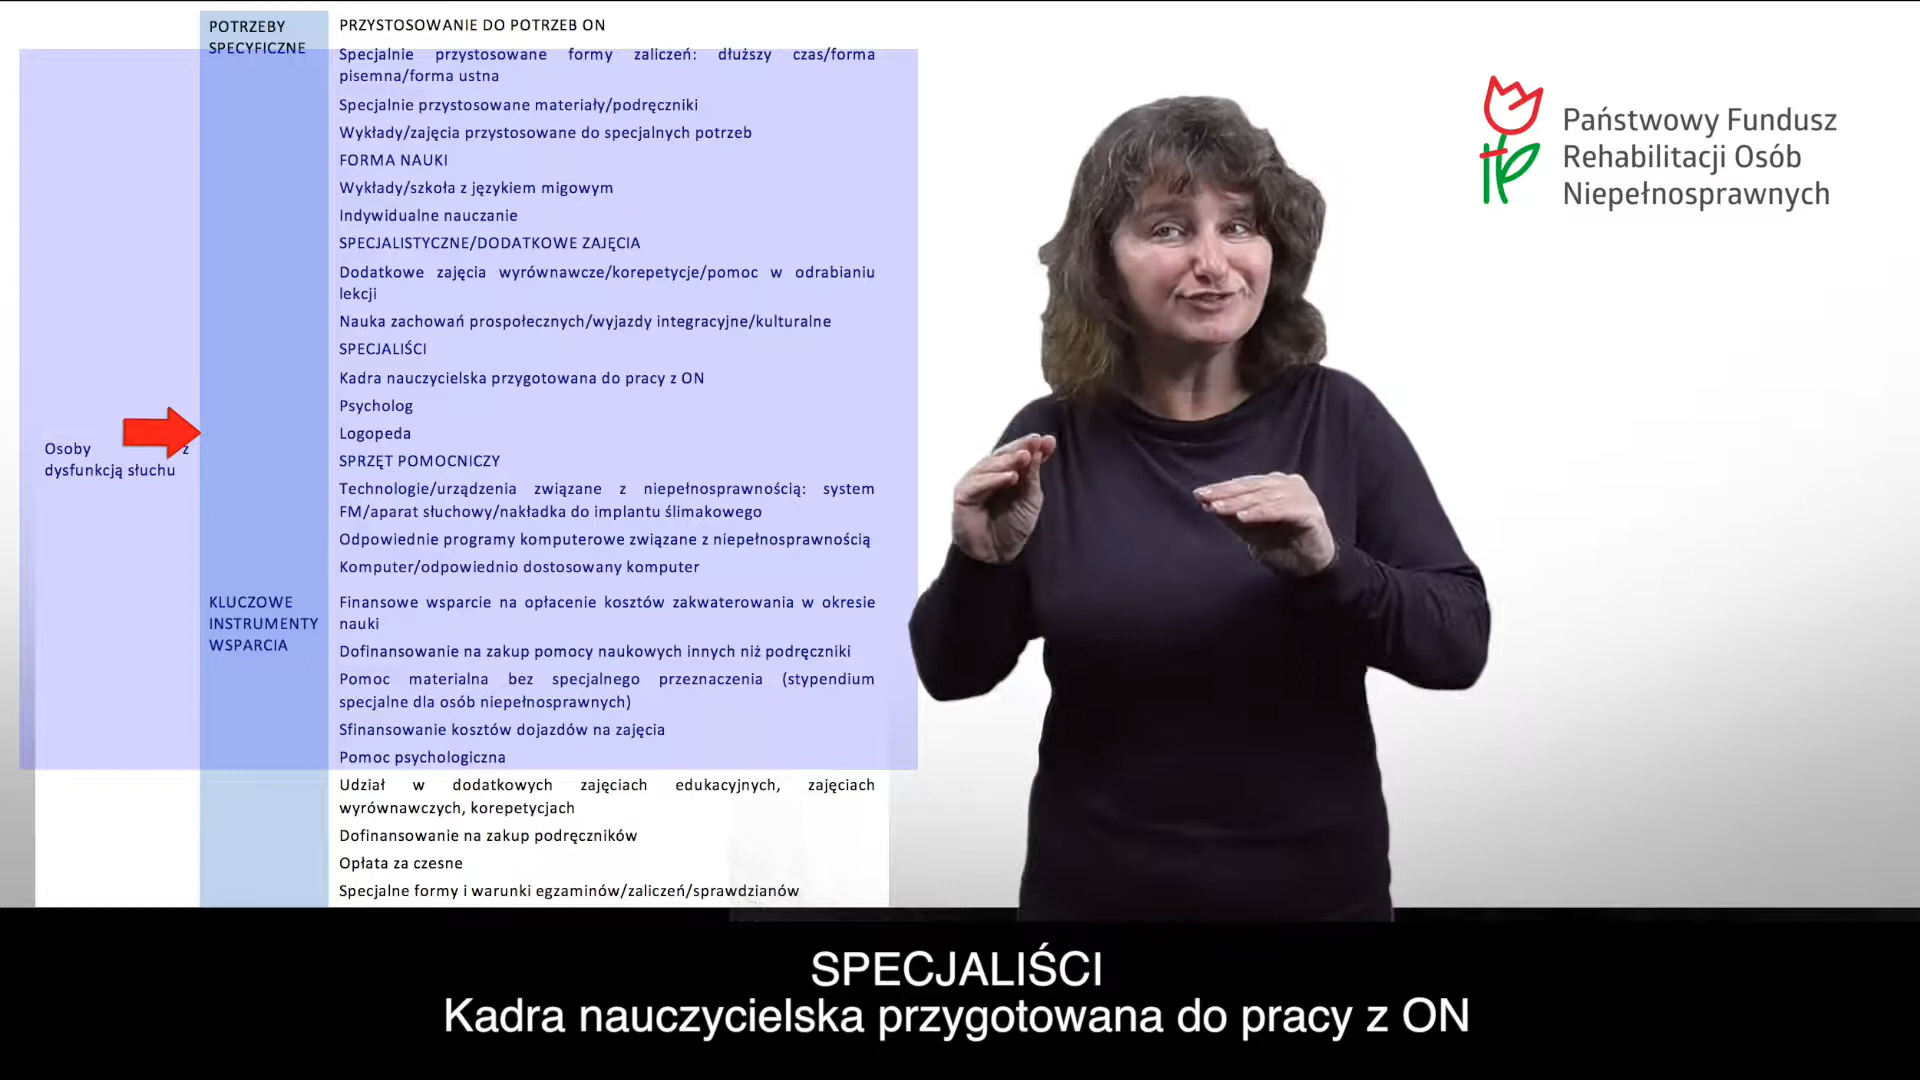 POTRZEBY
SPECYFICZNE
PRZYSTOSOWANIE DO POTRZEB ON
Specjalnie przystosowane formy zaliczeń: dłuższy czas/forma
pisemna/forma ustna
Specjalnie przystosowane materiały/podręczniki
Wykłady/zajęcia przystosowane do specjalnych potrzeb
FORMA NAUKI
Wykłady/szkoła z językiem migowym
Indywidualne nauczanie
SPECJALISTYCZNE/DODATKOWE ZAJĘCIA
Dodatkowe zajęcia wyrównawcze/korepetycje/pomoc w odrabianiu
lekcji
Nauka zachowań prospołecznych/wyjazdy integracyjne/kulturalne
SPECJALIŚCI
Kadra nauczycielska przygotowana do pracy z ON
Psycholog
Logopeda
Osoby z
dysfunkcją słuchu
SPRZĘT POMOCNICZY
Technologie/urządzenia związane z niepełnosprawnością: system
FM/aparat słuchowy/nakładka do implantu ślimakowego
Odpowiednie programy komputerowe związane z niepełnosprawnością
Komputer/odpowiednio dostosowany komputer
KLUCZOWE
INSTRUMENTY
WSPARCIA
Finansowe wsparcie na opłacenie kosztów zakwaterowania w okresie
nauki
Dofinansowanie na zakup pomocy naukowych innych niż podręczniki
Pomoc materialna bez specjalnego przeznaczenia (stypendium
specjalne dla osób niepełnosprawnych)
Sfinansowanie kosztów dojazdów na zajęcia
Pomoc psychologiczna
Udział w dodatkowych zajęciach edukacyjnych, zajęciach
wyrównawczych, korepetycjach
Dofinansowanie na zakup podręczników
Opłata za czesne
Specjalne formy i warunki egzaminów/zaliczeń/sprawdzianów
Państwowy Fundusz
Rehabilitacji Osób
Niepełnosprawnych
SPECJALIŚCI
Kadra nauczycielska przygotowana do pracy z ON